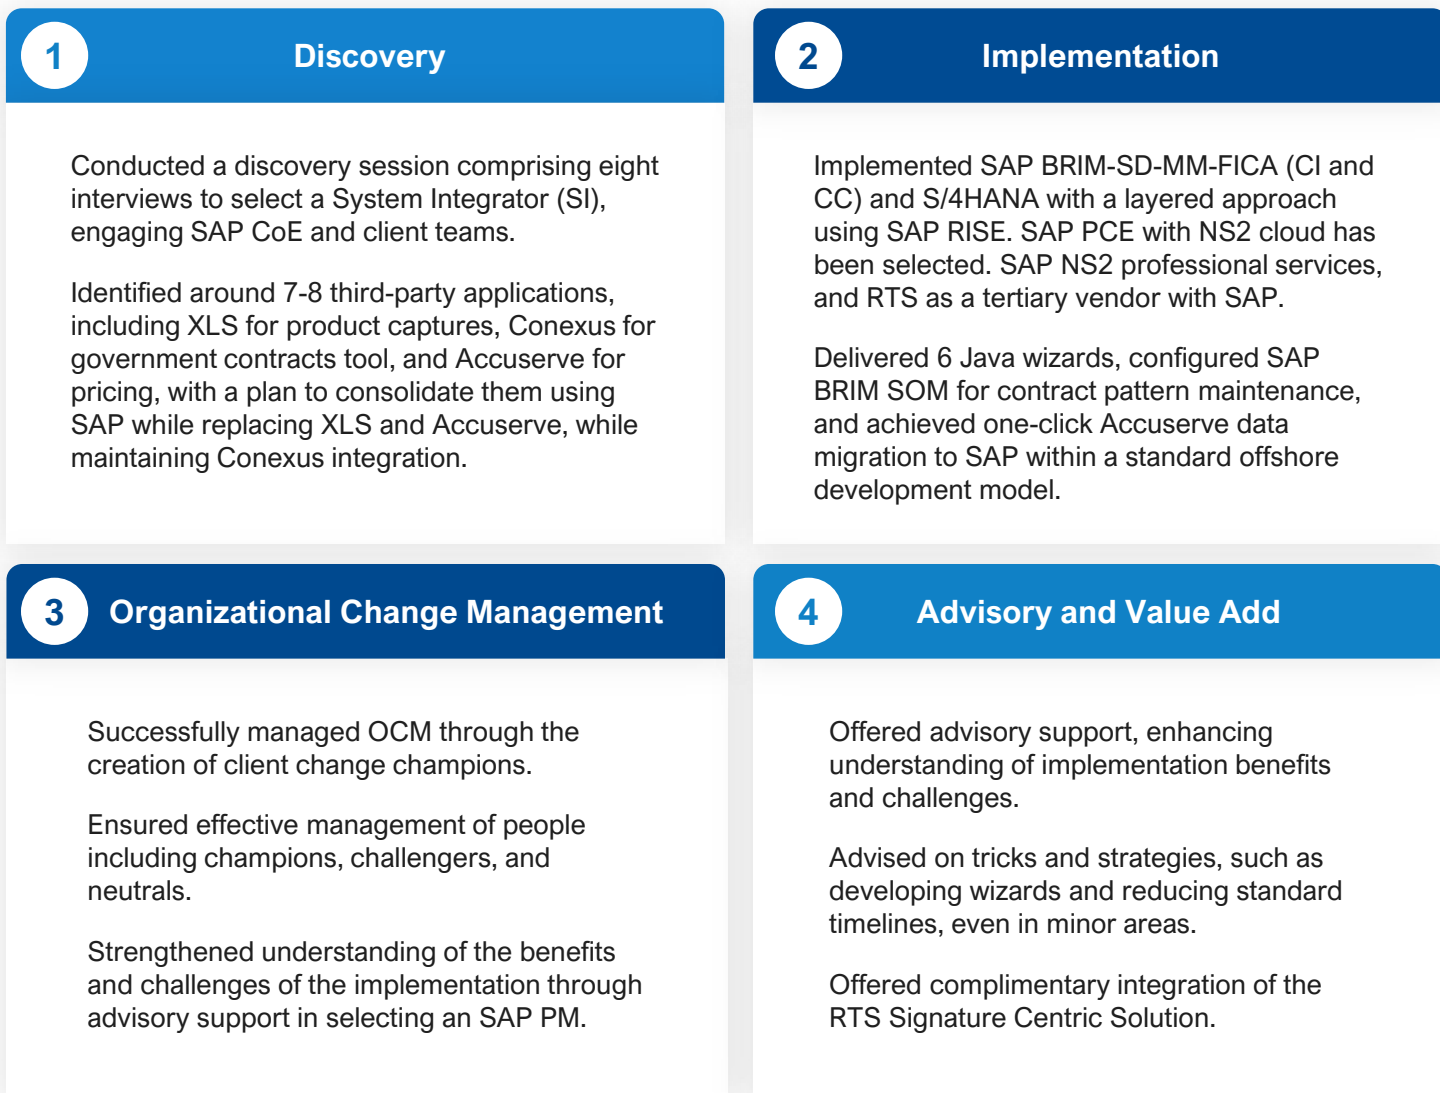 1
Discovery
Conducted a discovery session comprising eight
interviews to select a System Integrator (SI),
engaging SAP CoE and client teams.
Identified around 7-8 third-party applications,
including XLS for product captures, Conexus for
government contracts tool, and Accuserve for
pricing, with a plan to consolidate them using
SAP while replacing XLS and Accuserve, while
maintaining Conexus integration.
2
Implementation
Implemented SAP BRIM-SD-MM-FICA (CI and
CC) and S/4HANA with a layered approach
using SAP RISE. SAP PCE with NS2 cloud has
been selected. SAP NS2 professional services,
and RTS as a tertiary vendor with SAP.
Delivered 6 Java wizards, configured SAP
BRIM SOM for contract pattern maintenance,
and achieved one-click Accuserve data
migration to SAP within a standard offshore
development model.
3
Organizational Change Management
Successfully managed OCM through the
creation of client change champions.
Ensured effective management of people
including champions, challengers, and
neutrals.
Strengthened understanding of the benefits
and challenges of the implementation through
advisory support in selecting an SAP PM.
4
Advisory and Value Add
Offered advisory support, enhancing
understanding of implementation benefits
and challenges.
Advised on tricks and strategies, such as
developing wizards and reducing standard
timelines, even in minor areas.
Offered complimentary integration of the
RTS Signature Centric Solution.